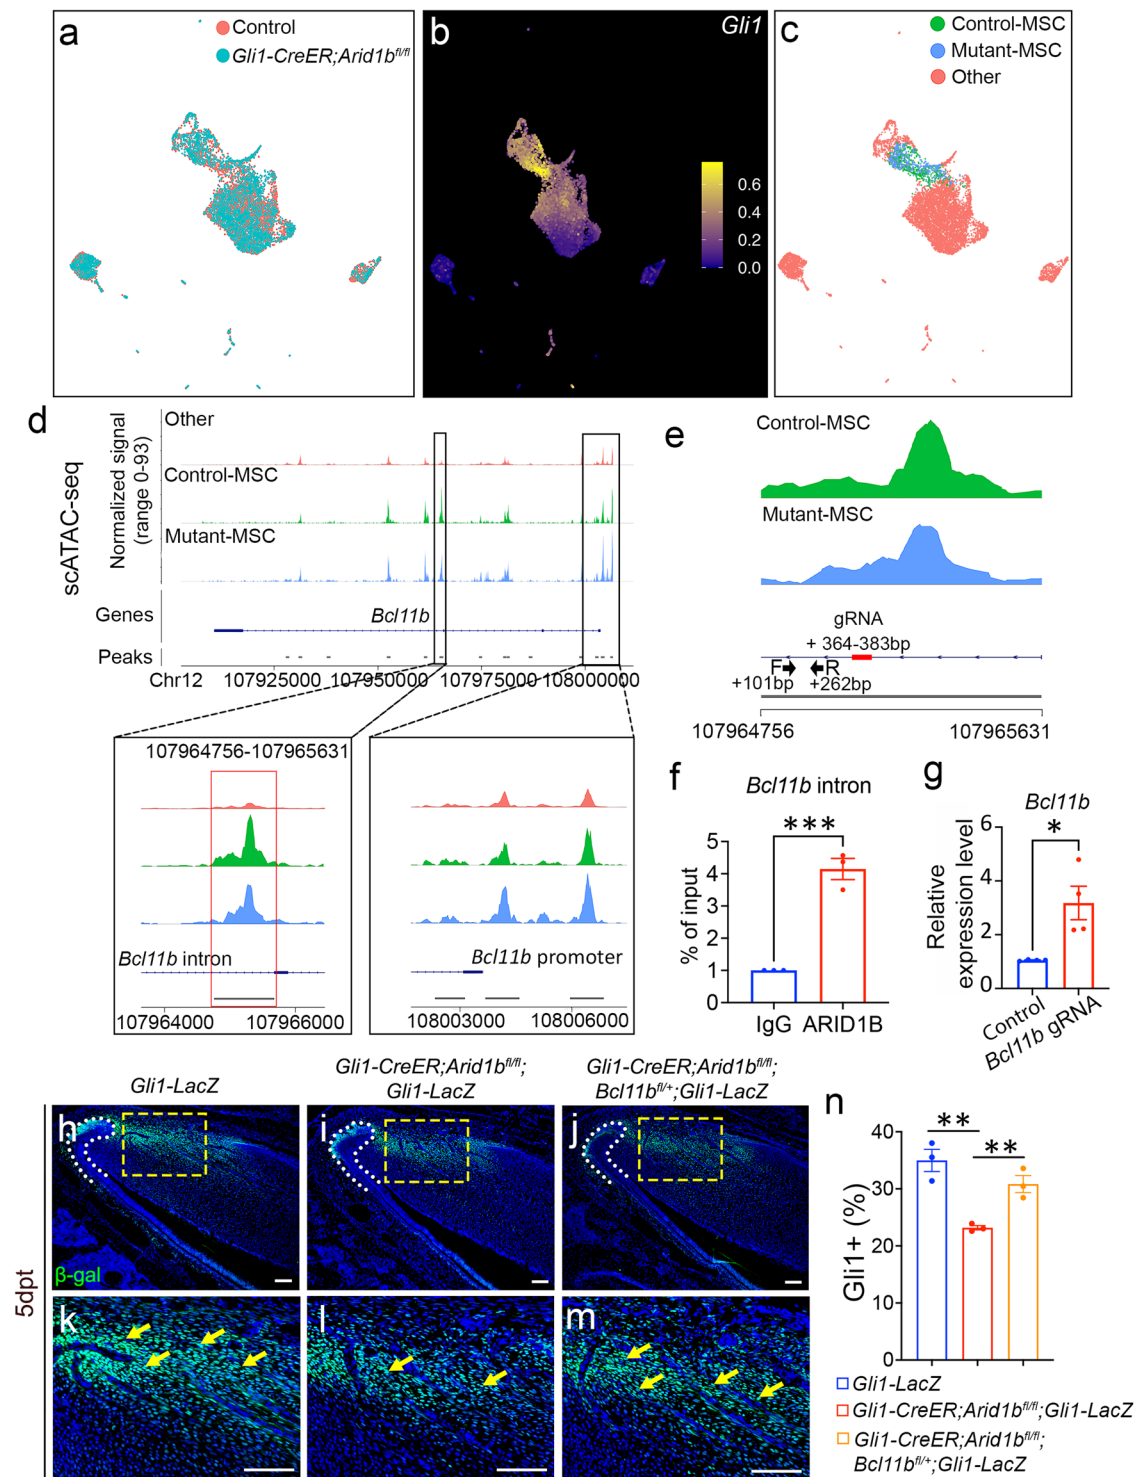 a
Control
Gli1-CreER;Arid1b^fl/fl
b
Gli1
0.6
0.4
0.2
0.0
c
Control-MSC
Mutant-MSC
Other
d
scATAC-seq
Normalized signal
(range 0-93)
Other
Control-MSC
Mutant-MSC
Genes
Bcl11b
Peaks
Chr12
107925000
107950000
107975000
108000000
107964756-107965631
Bcl11b intron
107964000
107966000
Bcl11b promoter
108003000
108006000
e
Control-MSC
Mutant-MSC
gRNA
+ 364-383bp
F
R
+101bp
+262bp
107964756
107965631
f
Bcl11b intron
***
% of input
5
4
3
2
1
0
IgG
ARID1B
g
Bcl11b
*
Relative
expression level
6
4
2
0
Control
Bcl11b gRNA
5dpt
Gli1-LacZ
Gli1-CreER;Arid1b^fl/fl;
Gli1-LacZ
Gli1-CreER;Arid1b^fl/fl;
Bcl11b^fl/+;Gli1-LacZ
h
β-gal
i
j
k
l
m
n
**
**
Gli1+ (%)
40
30
20
10
0
Gli1-LacZ
Gli1-CreER;Arid1b^fl/fl;Gli1-LacZ
Gli1-CreER;Arid1b^fl/fl;
Bcl11b^fl/+;Gli1-LacZ